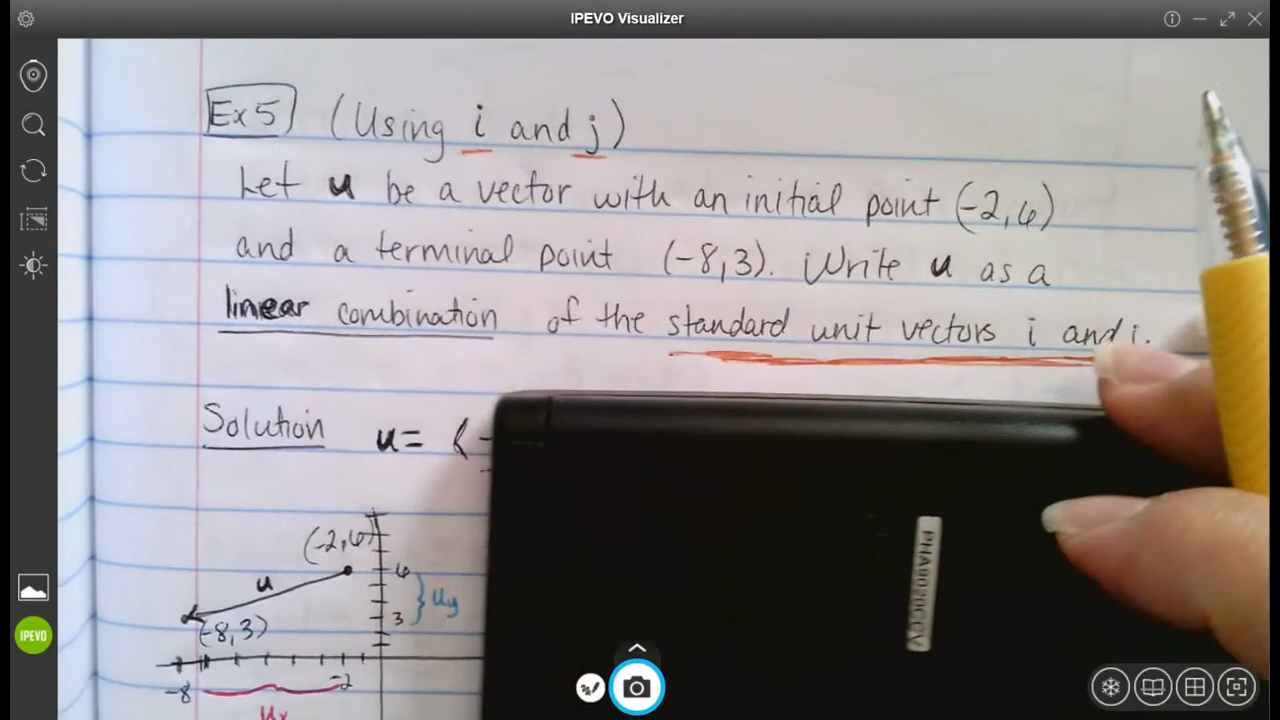 IPEVO Visualizer
Ex 5 (Using i and j)
Let u be a vector with an initial point (-2,6)
and a terminal point (-8,3). Write u as a
linear combination of the standard unit vectors i and j.
Solution u = ⟨-
(-2,6)
u
6
Uy
3
(-8,3)
-8
-2
Ux
PHA9020CCCV
IPEVO